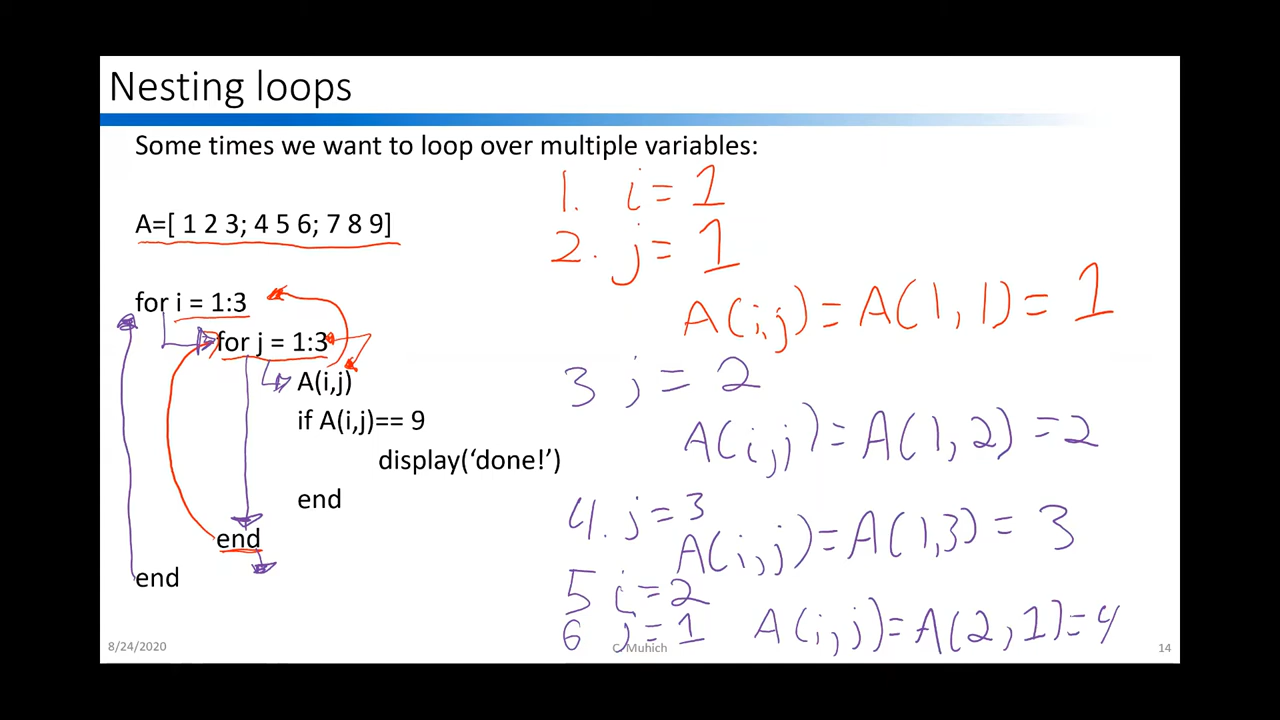 Nesting loops
Some times we want to loop over multiple variables:
A=[ 1 2 3; 4 5 6; 7 8 9]
for i = 1:3
for j = 1:3
A(i,j)
if A(i,j)== 9
display(‘done!’)
end
end
end
1. i = 1
2. j = 1
A(i,j) = A(1,1) = 1
3 j = 2
A(i,j) = A(1,2) = 2
4. j = 3
A(i,j) = A(1,3) = 3
5 i = 2
6 j = 1 A(i,j) = A(2,1) = 4
8/24/2020
C. Muhich
14